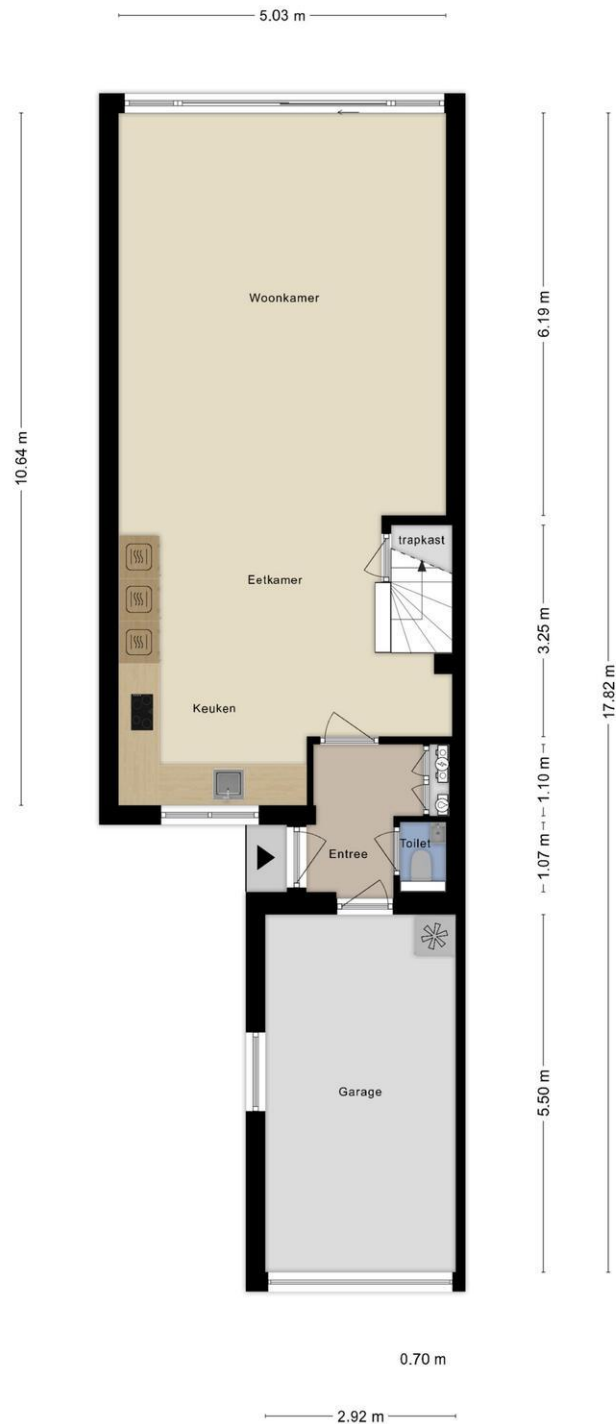 5.03 m
Woonkamer
6.19 m
10.64 m
trapkast
Eetkamer
3.25 m
17.82 m
Keuken
1.10 m
Toilet
Entree
1.07 m
Garage
5.50 m
0.70 m
2.92 m